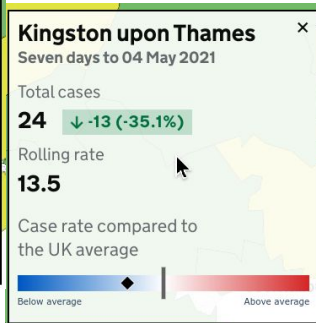 Kingston upon Thames
×
Seven days to 04 May 2021
Total cases
24 ↓ -13 (-35.1%)
Rolling rate
13.5
Case rate compared to
the UK average
Below average Above average